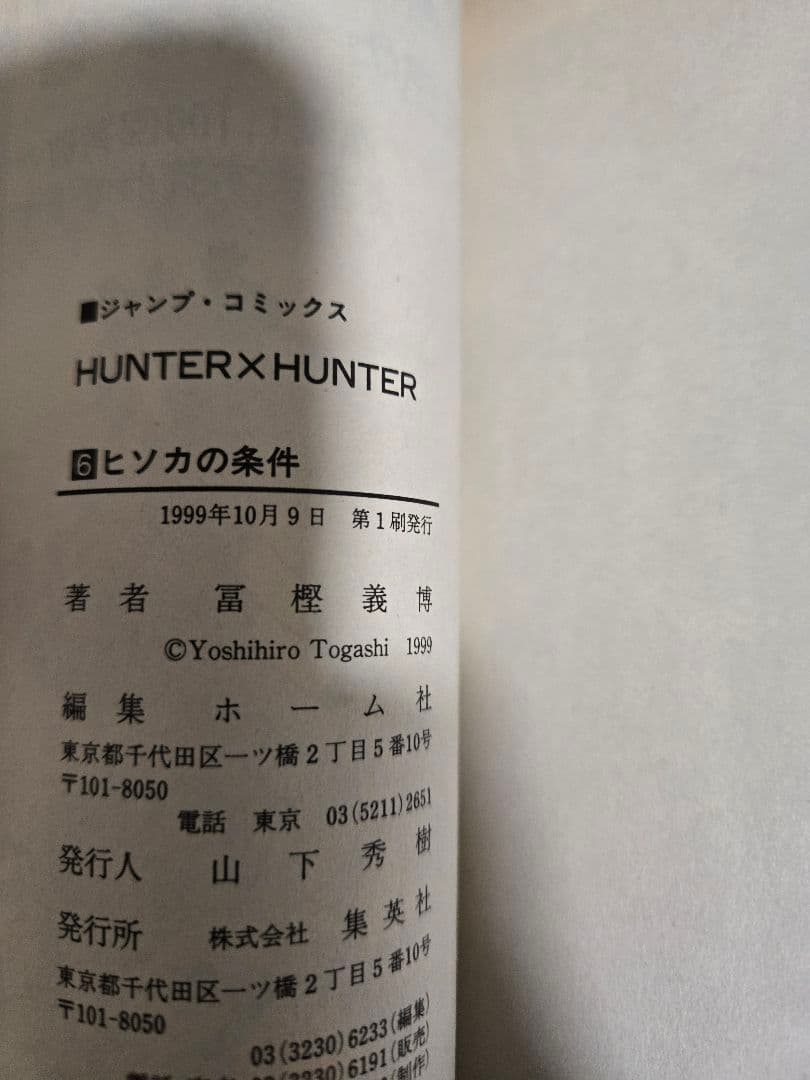 ■ジャンプ・コミックス
HUNTER×HUNTER
6ヒソカの条件
1999年10月9日 第1刷発行
著者 冨樫義博
©Yoshihiro Togashi 1999
編集 ホーム社
東京都千代田区一ツ橋2丁目5番10号
〒101-8050
電話 東京 03(5211)2651
発行人 山下秀樹
発行所 株式会社 集英社
東京都千代田区一ツ橋2丁目5番10号
〒101-8050
03(3230)6233(編集)
03(3230)6191(販売)
(制作)